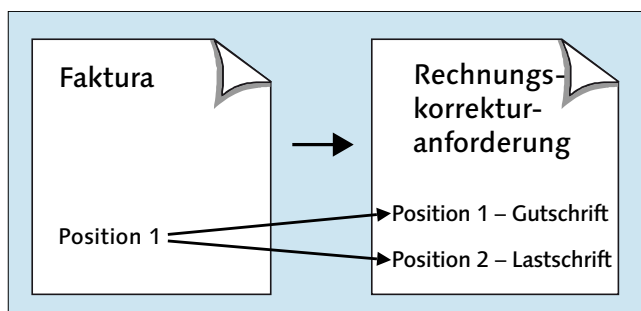 Faktura
Position 1
Rechnungs-
korrektur-
anforderung
Position 1 – Gutschrift
Position 2 – Lastschrift